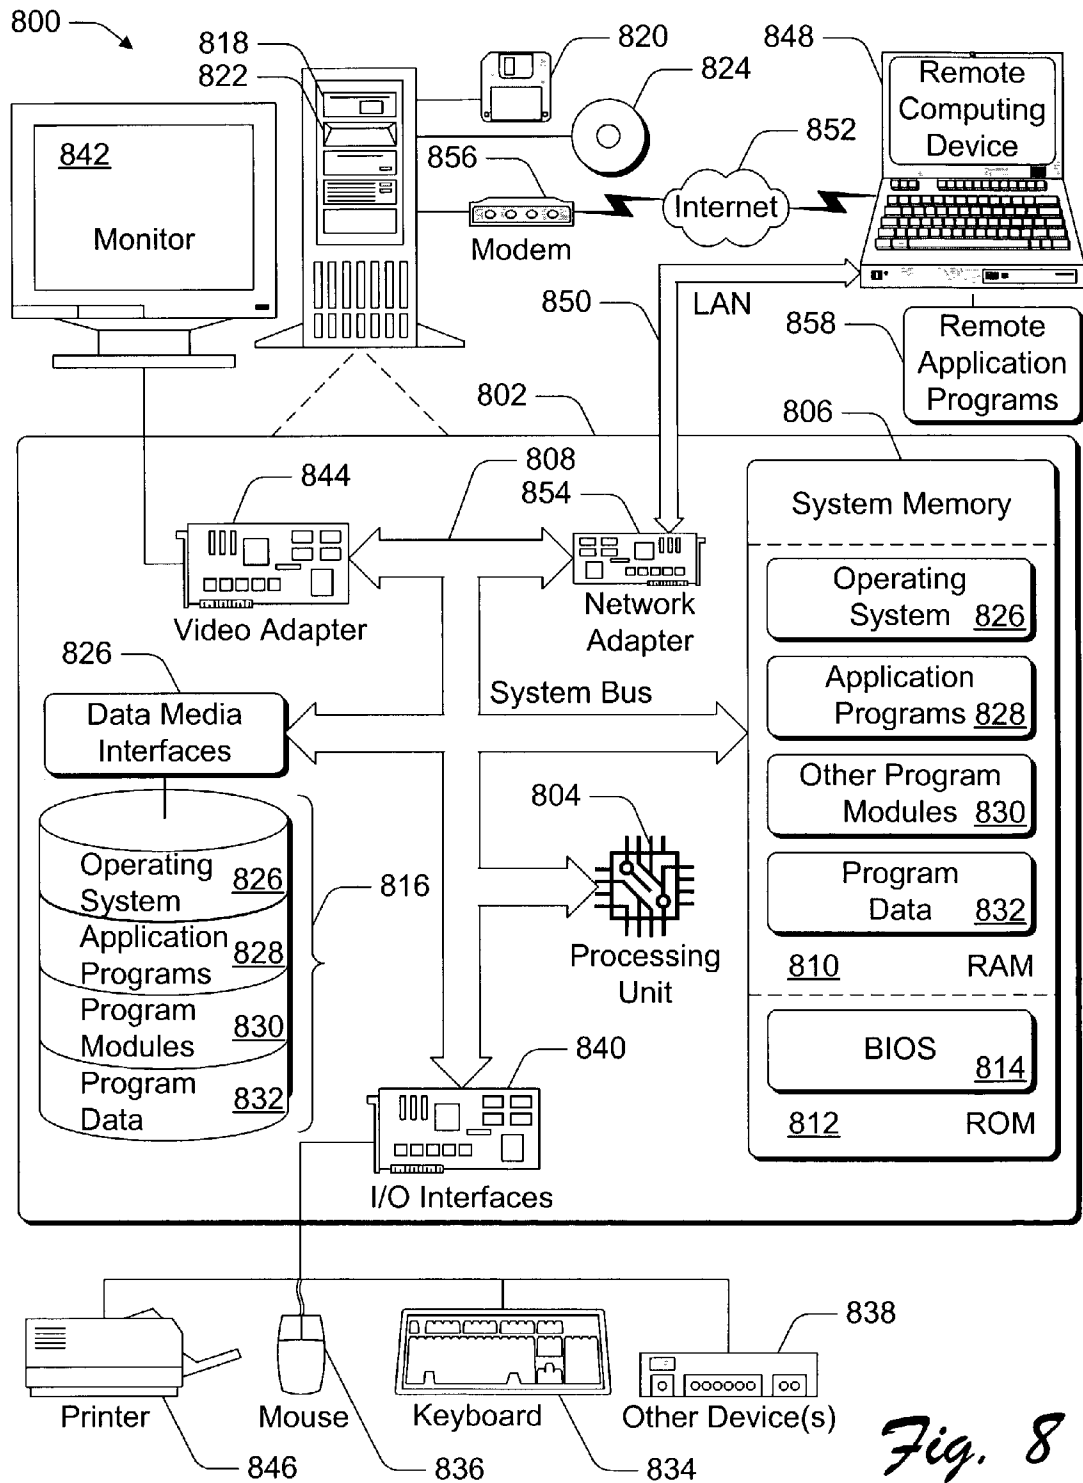 800
818
822
820
824
848
Remote
Computing
Device
842
Monitor
856
Modem
852
Internet
850
LAN
858
Remote
Application
Programs
802
806
844
808
854
System Memory
Video Adapter
Network
Adapter
Operating
System 826
826
Data Media
Interfaces
System Bus
Application
Programs 828
Other Program
Modules 830
804
Processing
Unit
Program
Data 832
810 RAM
Operating
System 826
Application
Programs 828
Program
Modules 830
Program
Data 832
816
840
BIOS 814
812 ROM
I/O Interfaces
Printer
846
Mouse
836
Keyboard
834
838
Other Device(s)
Fig. 8